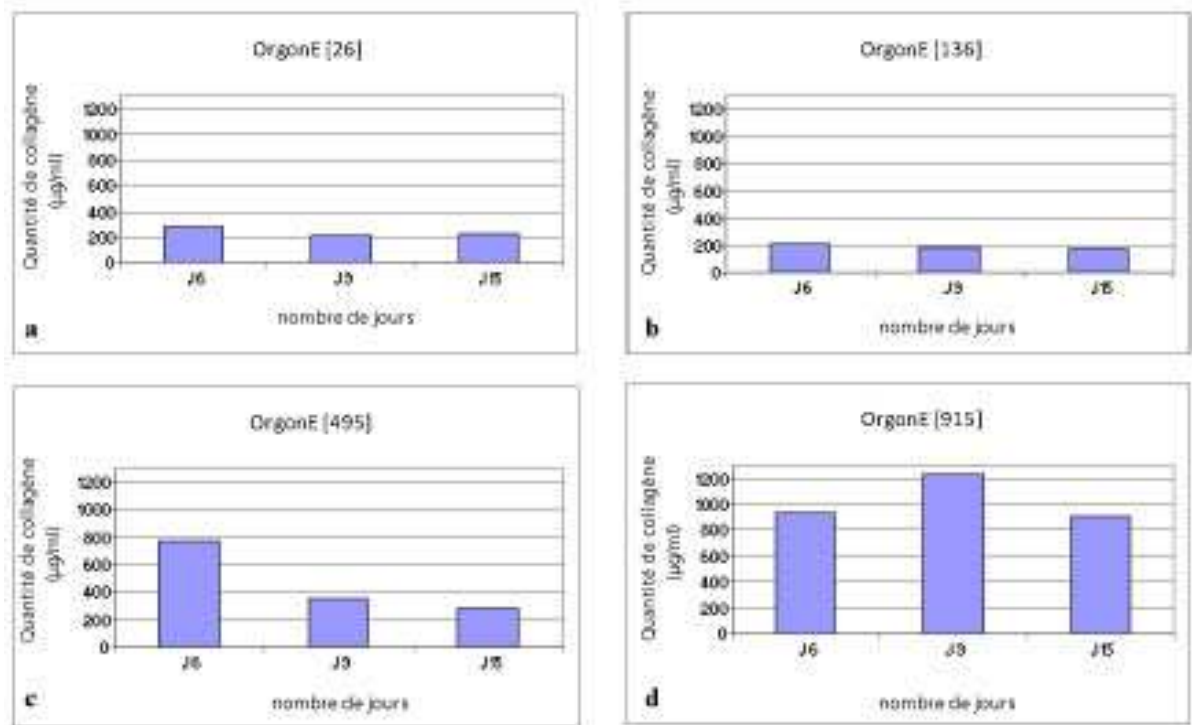 OrgonE [26]
Quantité de collagène
(µg/ml)
1200
1000
800
600
400
200
0
J6
J9
J15
nombre de jours
a
OrgonE [136]
Quantité de collagène
(µg/ml)
1200
1000
800
600
400
200
0
J6
J9
J15
nombre de jours
b
OrgonE [495]
Quantité de collagène
(µg/ml)
1200
1000
800
600
400
200
0
J6
J9
J15
nombre de jours
c
OrgonE [915]
Quantité de collagène
(µg/ml)
1200
1000
800
600
400
200
0
J6
J9
J15
nombre de jours
d